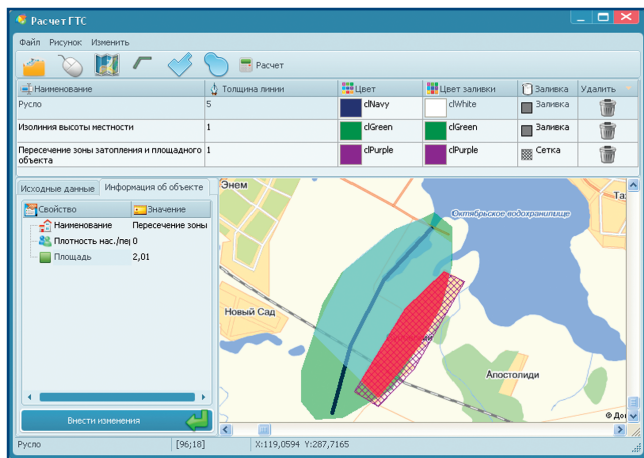 Расчет ГТС
Файл Рисунок Изменить
Расчет
Наименование Толщина линии Цвет Цвет заливки Заливка Удалить
Русло 5 clNavy clWhite Заливка
Изолиния высоты местности 1 clGreen clGreen Заливка
Пересечение зоны затопления и площадного объекта 1 clPurple clPurple Сетка
Исходные данные Информация об объекте
Свойство Значение
Наименование Пересечение зоны
Плотность нас./пе 0
Площадь 2,01
Внести изменения
Энем
Октябрьское водохранилище
Та
Новый Сад
Апостолиди
© До
Русло [96;18] X:119,0594 Y:287,7165